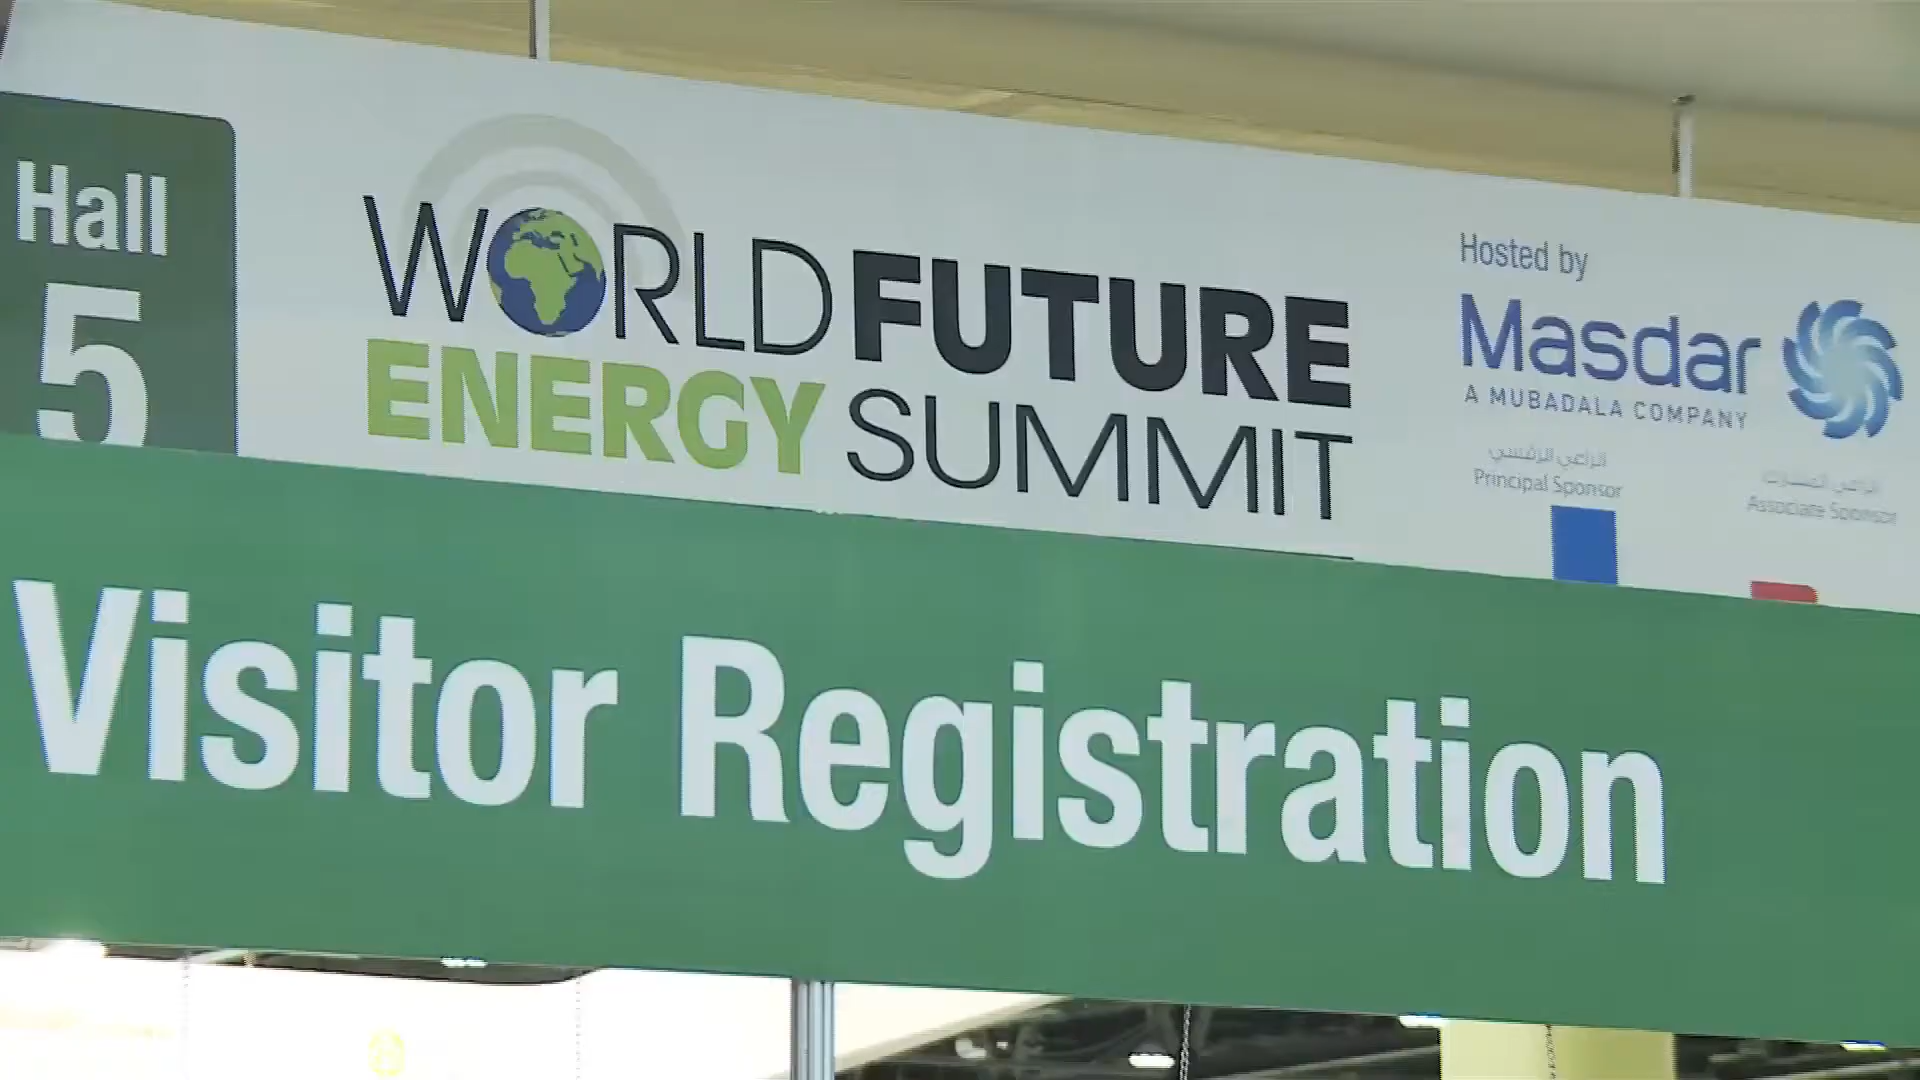 Hall
5
WORLD FUTURE
ENERGY SUMMIT
Hosted by
Masdar
A MUBADALA COMPANY
الراعي الرئيسي
Principal Sponsor
Associate Sponsor
Visitor Registration